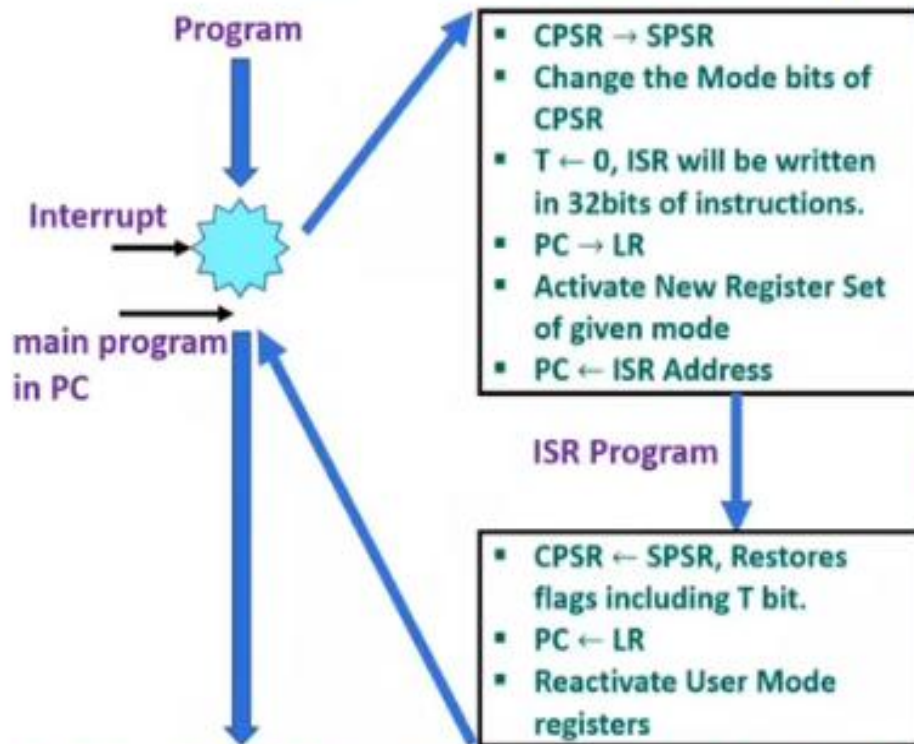 Program
Interrupt
main program
in PC
▪ CPSR → SPSR
▪ Change the Mode bits of
CPSR
▪ T ← 0, ISR will be written
in 32bits of instructions.
▪ PC → LR
▪ Activate New Register Set
of given mode
▪ PC ← ISR Address
ISR Program
▪ CPSR ← SPSR, Restores
flags including T bit.
▪ PC ← LR
▪ Reactivate User Mode
registers